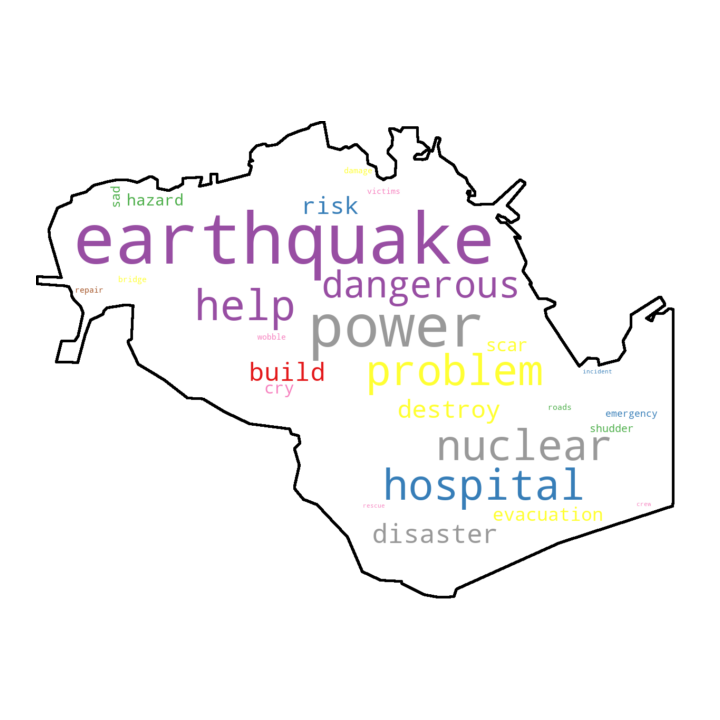 damage
victims
sad
hazard
risk
earthquake
bridge
repair
dangerous
help
power
wobble
scar
build
problem
incident
cry
destroy
roads
emergency
shudder
nuclear
hospital
rescue
crew
evacuation
disaster